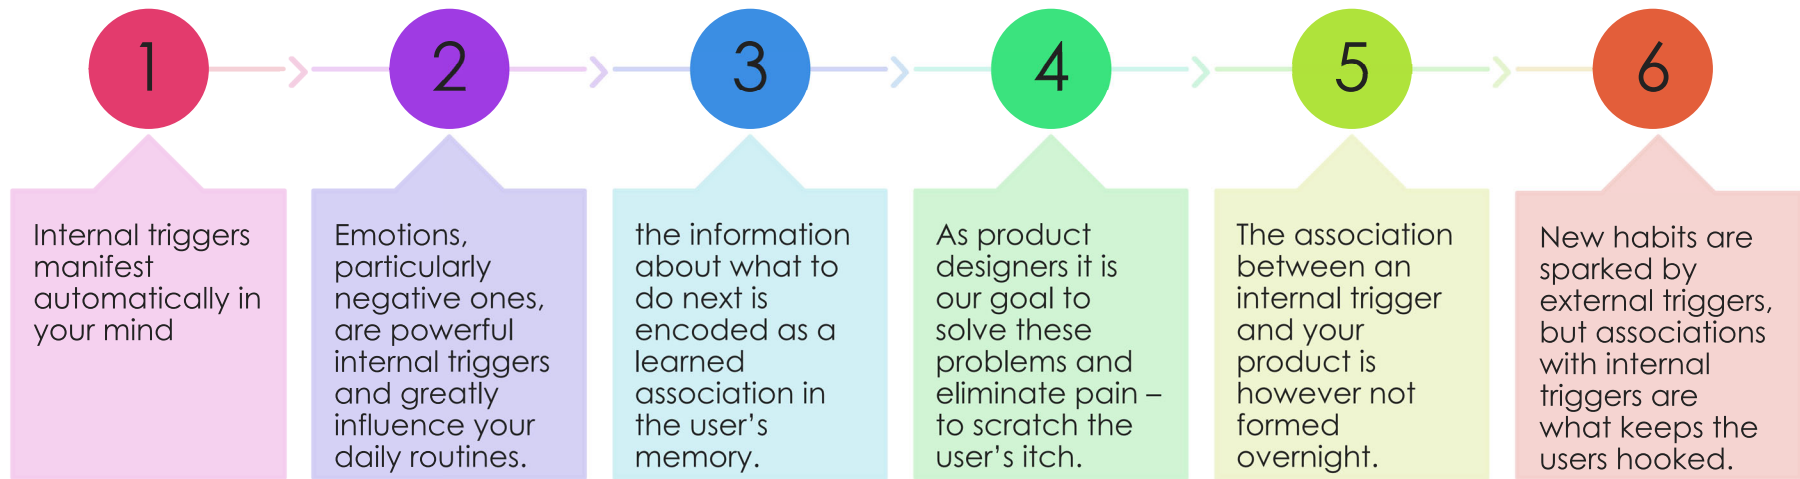 1
2
3
4
5
6
Internal triggers
manifest
automatically in
your mind
Emotions,
particularly
negative ones,
are powerful
internal triggers
and greatly
influence your
daily routines.
the information
about what to
do next is
encoded as a
learned
association in
the user’s
memory.
As product
designers it is
our goal to
solve these
problems and
eliminate pain –
to scratch the
user’s itch.
The association
between an
internal trigger
and your
product is
however not
formed
overnight.
New habits are
sparked by
external triggers,
but associations
with internal
triggers are
what keeps the
users hooked.